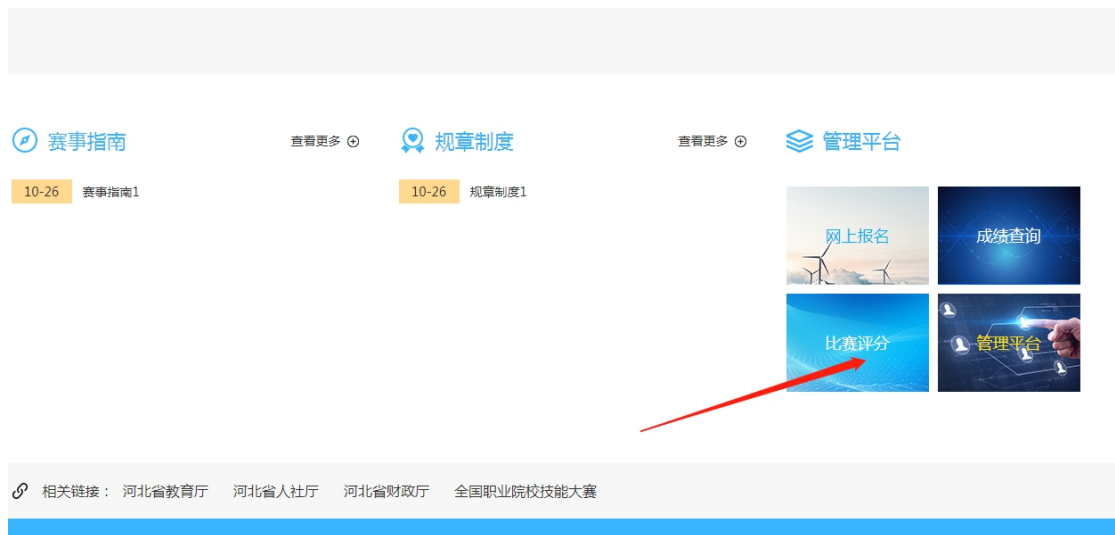 赛事指南
查看更多
10-26 赛事指南1
规章制度
查看更多
10-26 规章制度1
管理平台
网上报名
成绩查询
比赛评分
管理平台
相关链接： 河北省教育厅 河北省人社厅 河北省财政厅 全国职业院校技能大赛